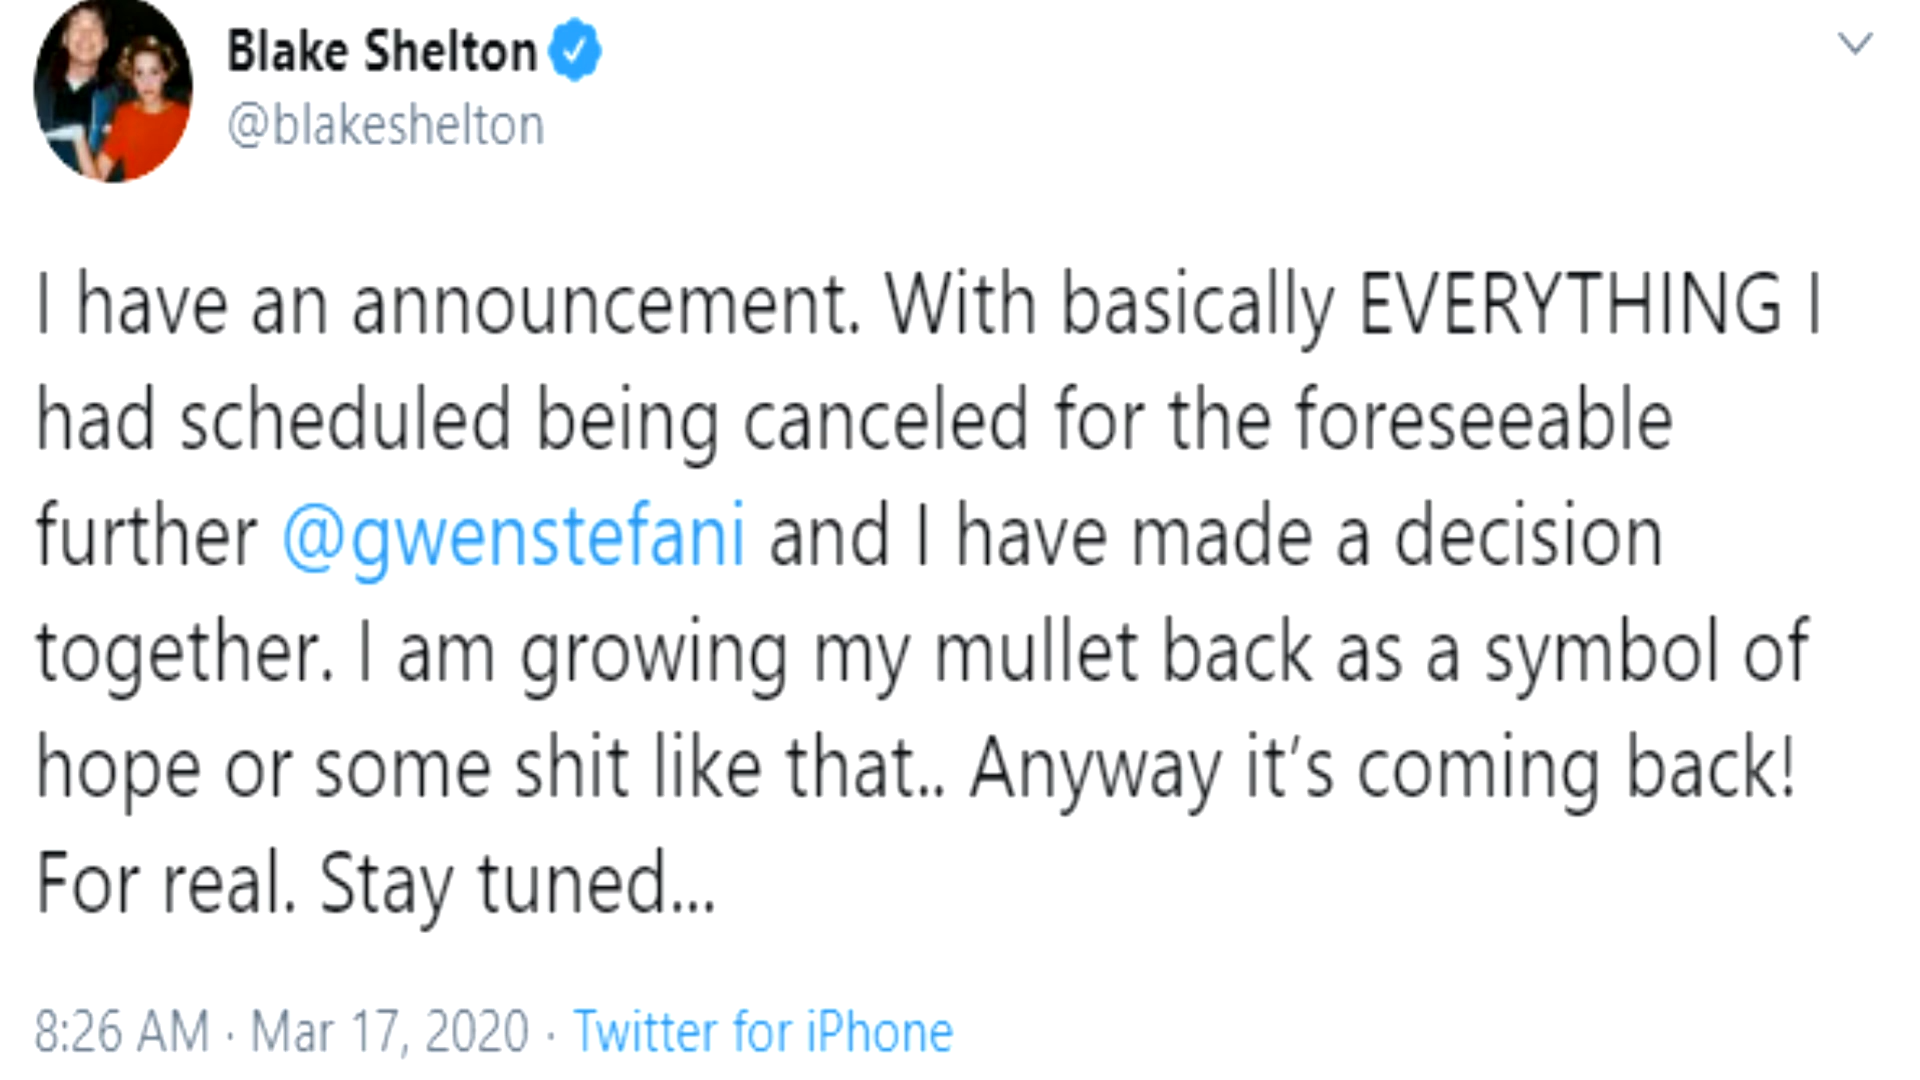 Blake Shelton
@blakeshelton
I have an announcement. With basically EVERYTHING I
had scheduled being canceled for the foreseeable
further @gwenstefani and I have made a decision
together. I am growing my mullet back as a symbol of
hope or some shit like that.. Anyway it’s coming back!
For real. Stay tuned...
8:26 AM · Mar 17, 2020 · Twitter for iPhone